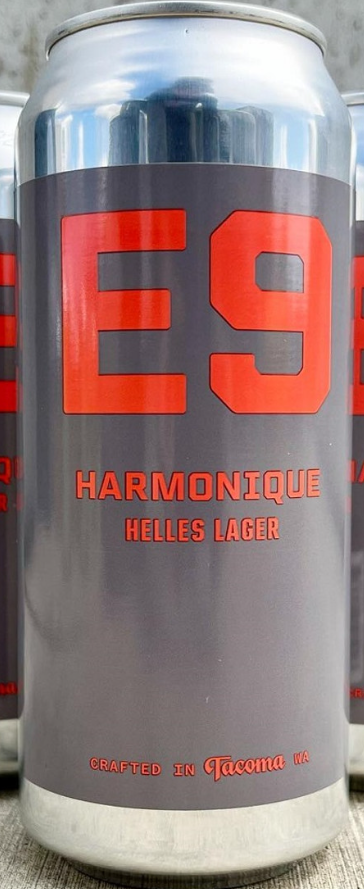 E9
HARMONIQUE
HELLES LAGER
CRAFTED IN Tacoma WA